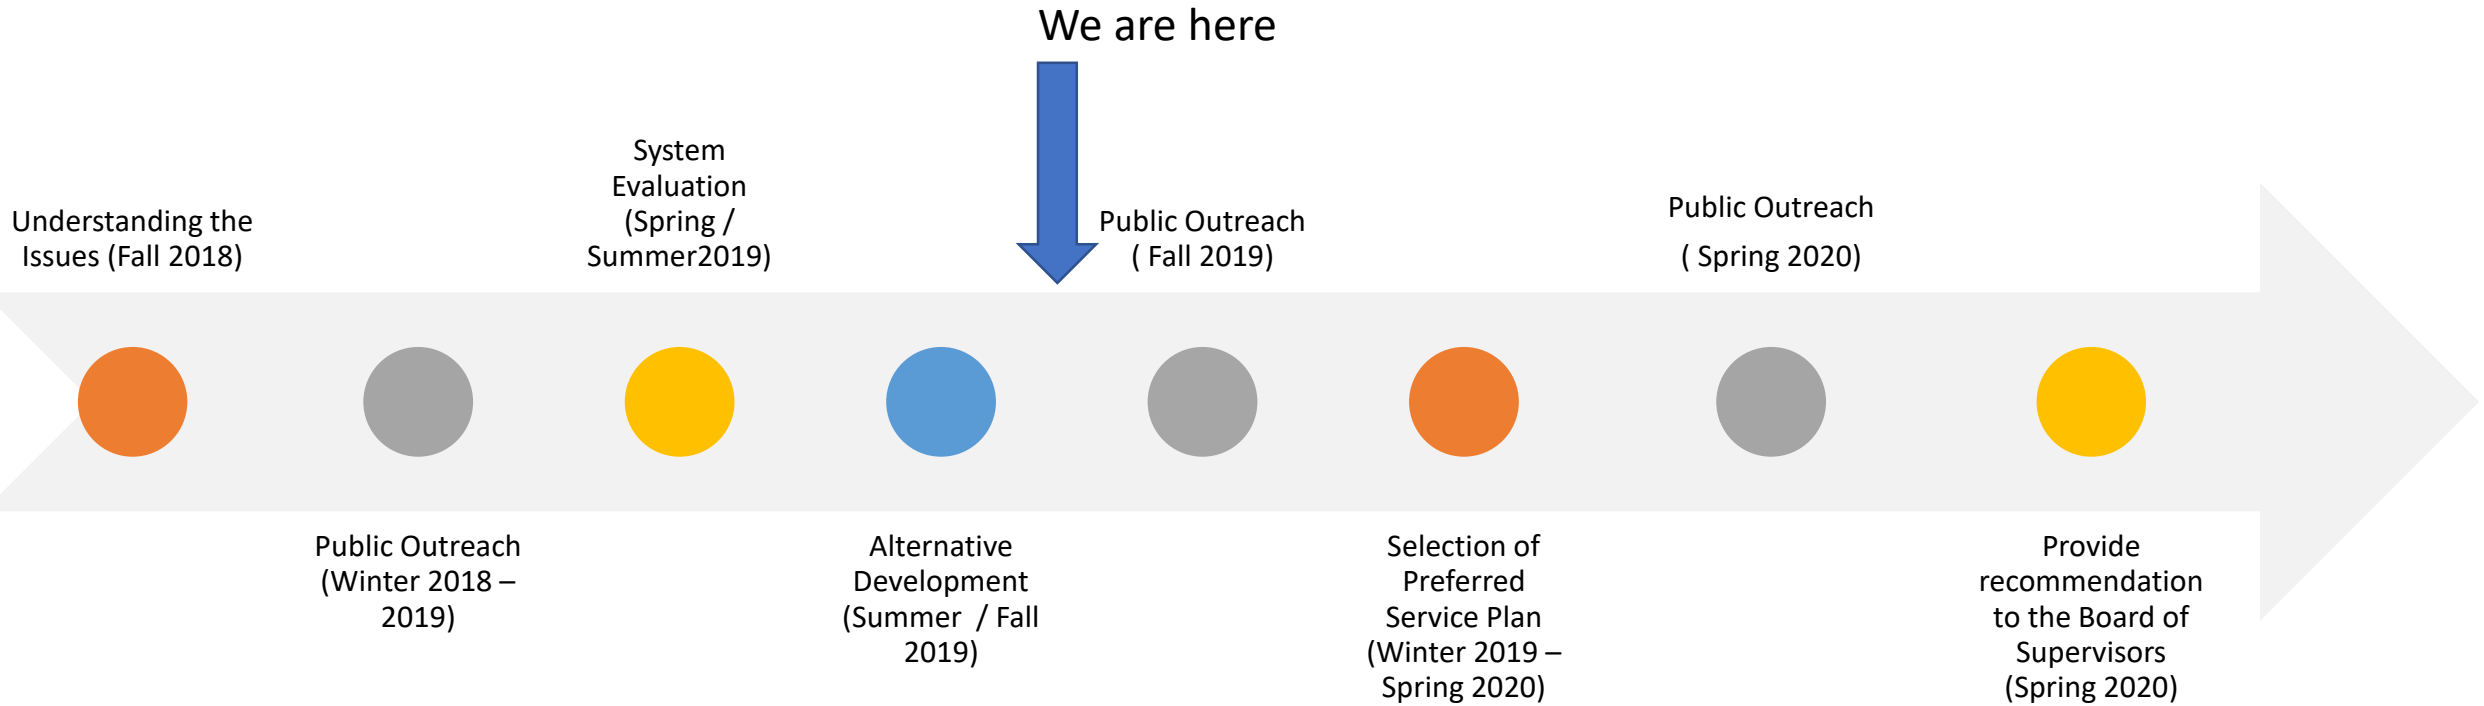 We are here
Understanding the
Issues (Fall 2018)
Public Outreach
(Winter 2018 –
2019)
System
Evaluation
(Spring /
Summer2019)
Alternative
Development
(Summer  / Fall
2019)
Public Outreach
( Fall 2019)
Selection of
Preferred
Service Plan
(Winter 2019 –
Spring 2020)
Public Outreach
( Spring 2020)
Provide
recommendation
to the Board of
Supervisors
(Spring 2020)